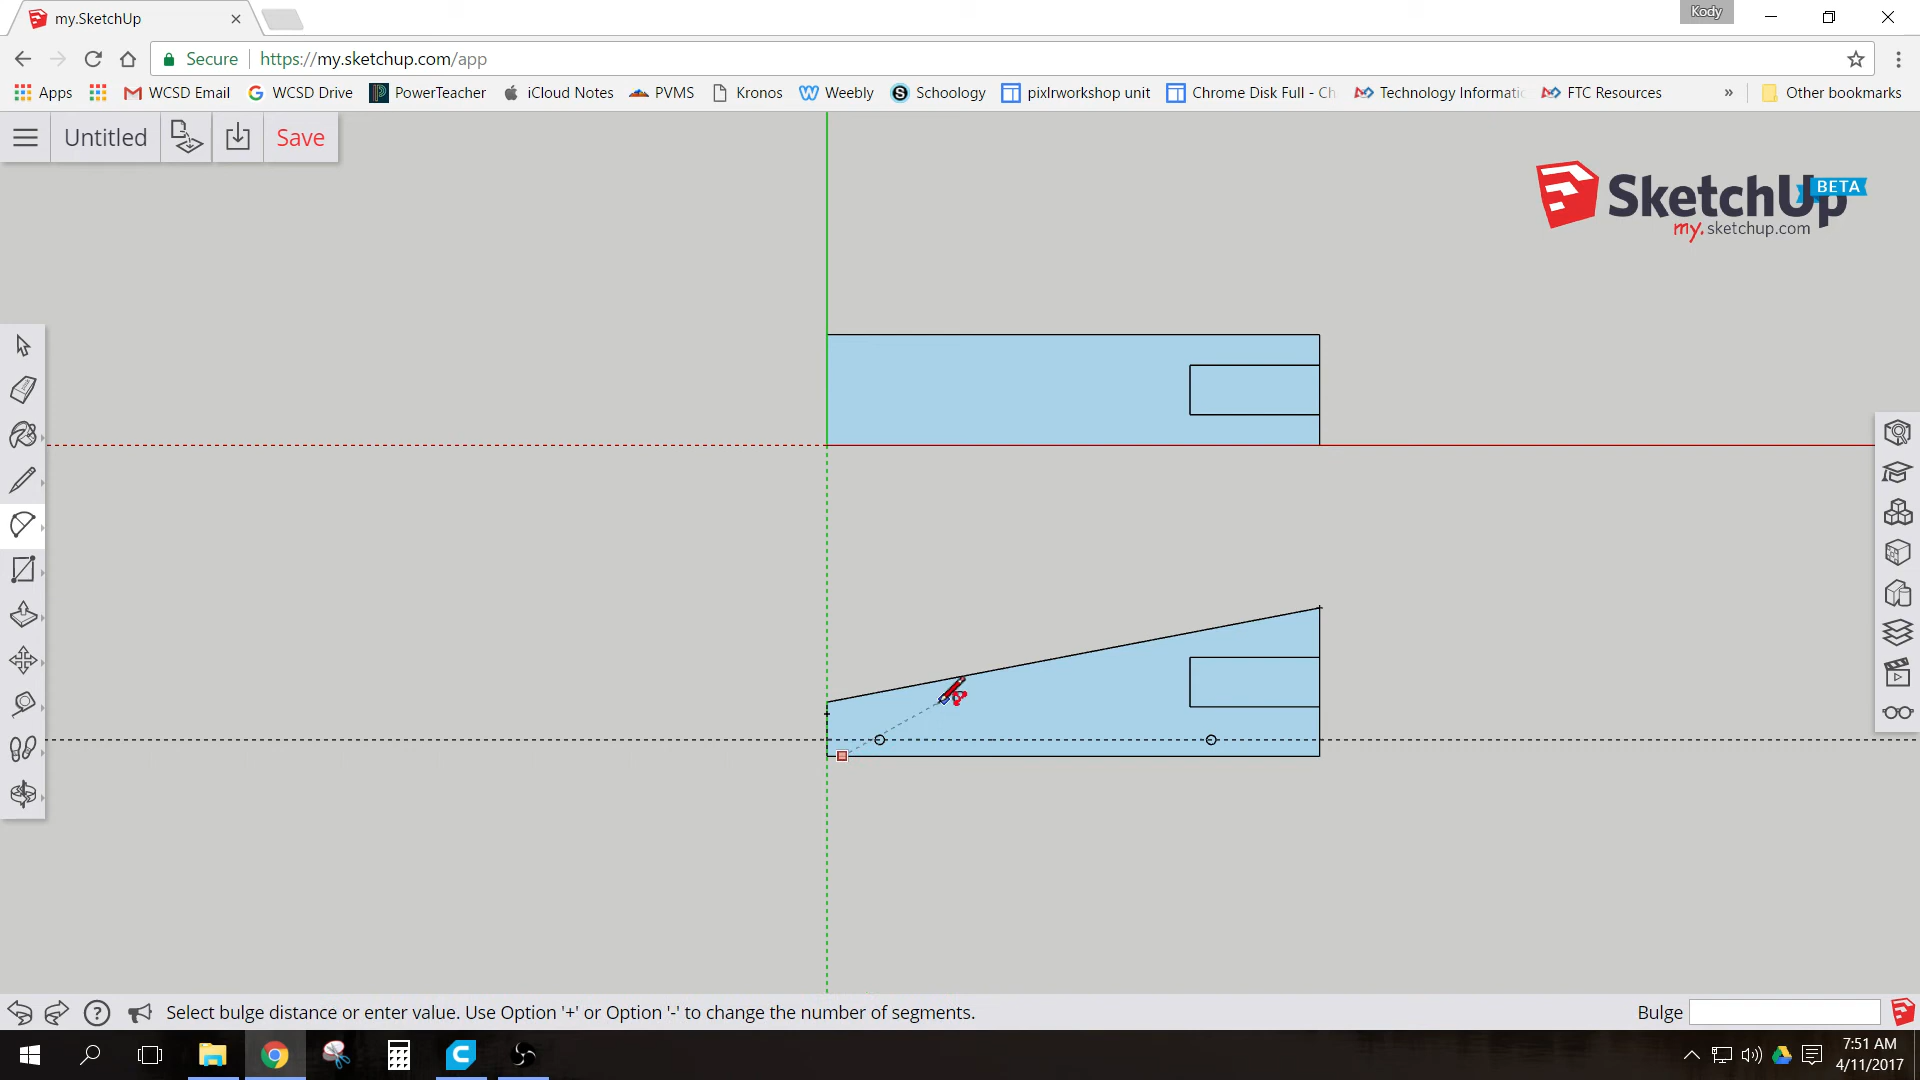 my.SketchUp
Kody
Secure
https://my.sketchup.com/app
Apps
WCSD Email
WCSD Drive
PowerTeacher
iCloud Notes
PVMS
Kronos
Weebly
Schoology
pixlrworkshop unit
Chrome Disk Full - Ch
Technology Informatic
FTC Resources
»
Other bookmarks
Untitled
Save
SketchUp
BETA
my.sketchup.com
Select bulge distance or enter value. Use Option '+' or Option '-' to change the number of segments.
Bulge
7:51 AM
4/11/2017